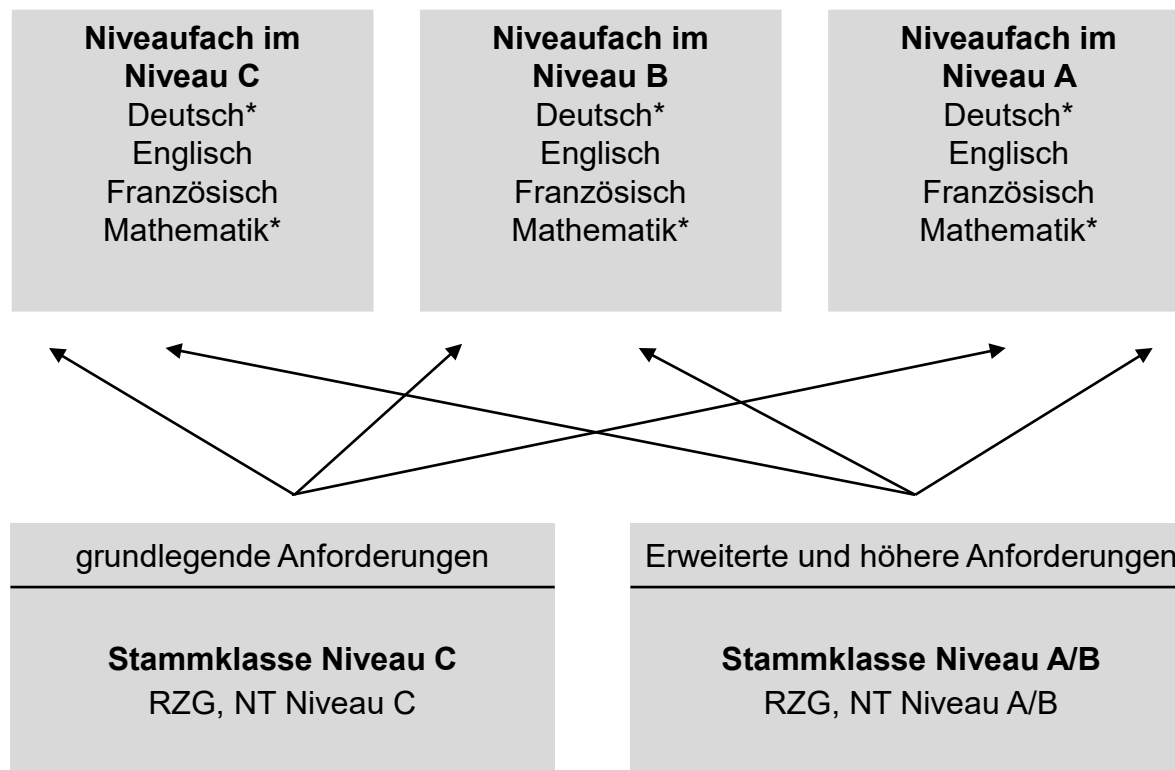 Niveaufach im
Niveau C
Deutsch*
Englisch
Französisch
Mathematik*
Niveaufach im
Niveau B
Deutsch*
Englisch
Französisch
Mathematik*
Niveaufach im
Niveau A
Deutsch*
Englisch
Französisch
Mathematik*
grundlegende Anforderungen
Stammklasse Niveau C
RZG, NT Niveau C
Erweiterte und höhere Anforderungen
Stammklasse Niveau A/B
RZG, NT Niveau A/B